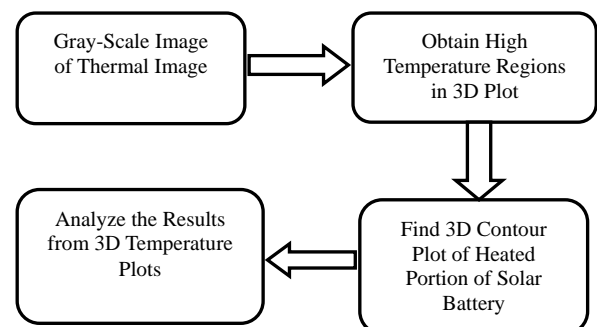 Gray-Scale Image
of Thermal Image
Obtain High
Temperature Regions
in 3D Plot
Find 3D Contour
Plot of Heated
Portion of Solar
Battery
Analyze the Results
from 3D Temperature
Plots